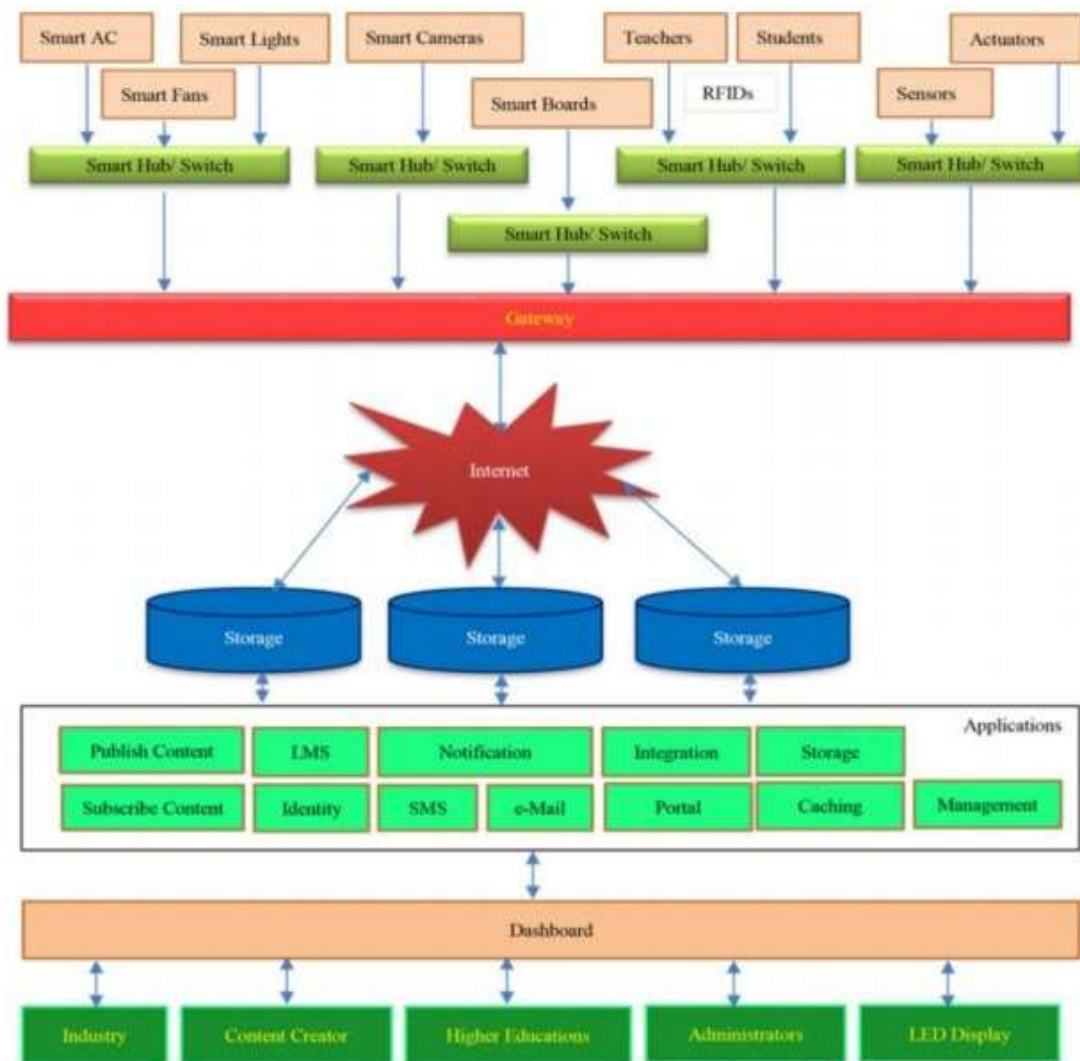 Smart AC
Smart Lights
Smart Cameras
Teachers
Students
Actuators
Smart Fans
Smart Boards
RFIDs
Sensors
Smart Hub/ Switch
Smart Hub/ Switch
Smart Hub/ Switch
Smart Hub/ Switch
Smart Hub/ Switch
Gateway
Internet
Storage
Storage
Storage
Applications
Publish Content
LMS
Notification
Integration
Storage
Subscribe Content
Identity
SMS
e-Mail
Portal
Caching
Management
Dashboard
Industry
Content Creator
Higher Educations
Administrators
LED Display